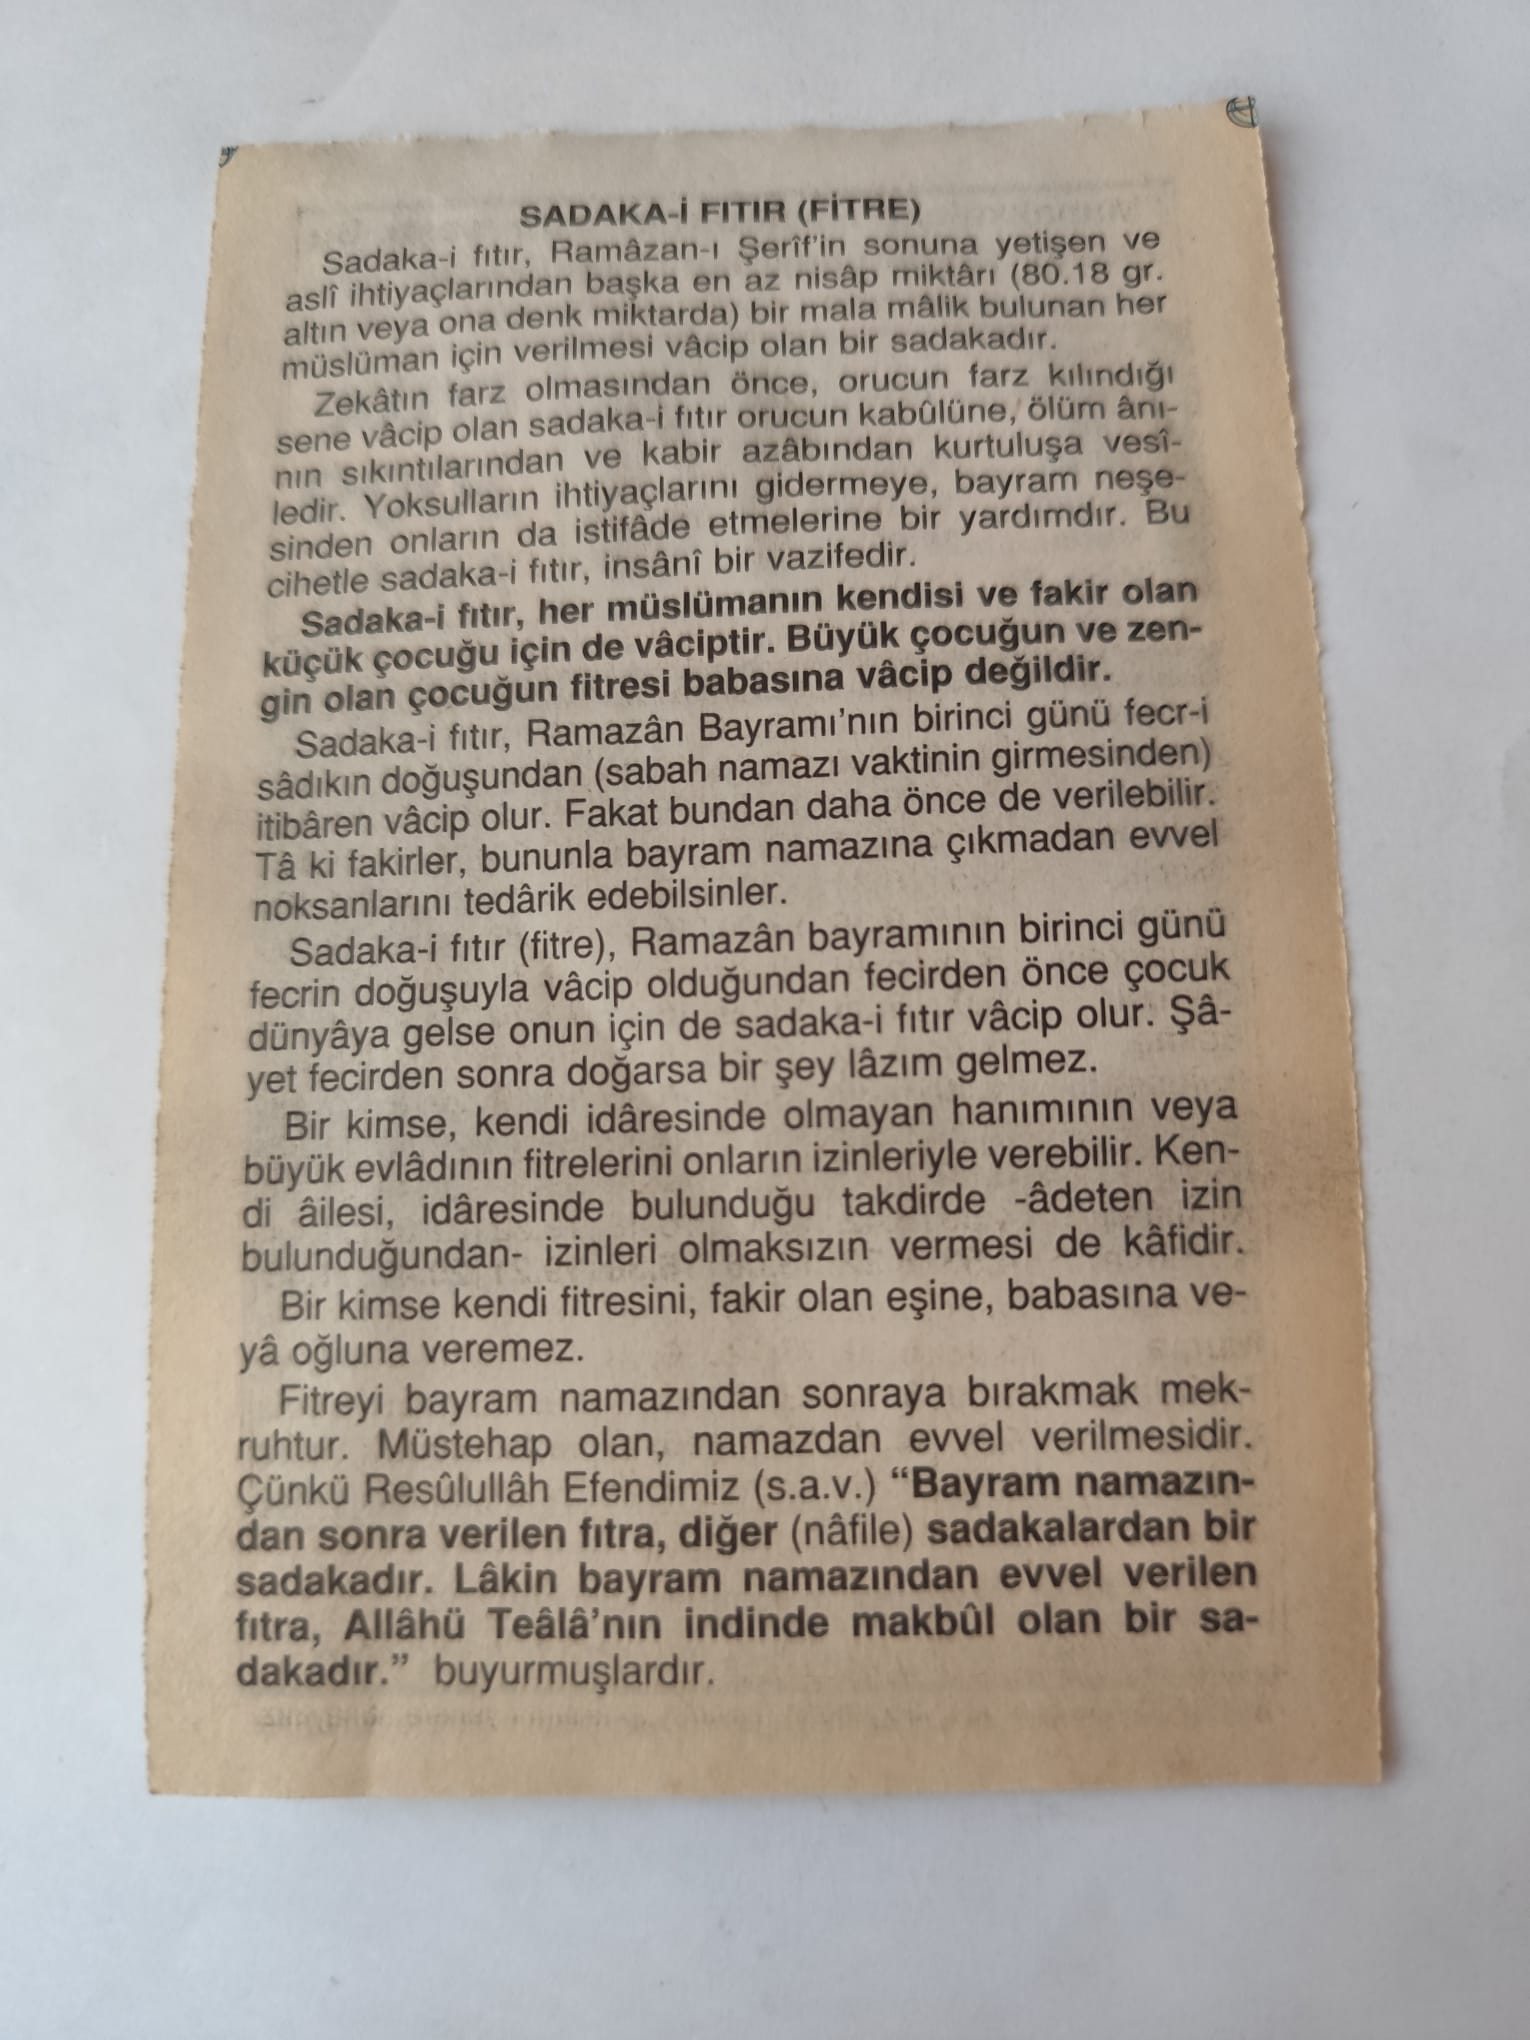 SADAKA-İ FITIR (FİTRE)
Sadaka-i fıtır, Ramâzan-ı Şerîf'in sonuna yetişen ve
aslî ihtiyaçlarından başka en az nisâp miktârı (80.18 gr.
altın veya ona denk miktarda) bir mala mâlik bulunan her
müslüman için verilmesi vâcip olan bir sadakadır.
Zekâtın farz olmasından önce, orucun farz kılındığı
sene vâcip olan sadaka-i fıtır orucun kabûlüne, ölüm ânı-
nın sıkıntılarından ve kabir azâbından kurtuluşa vesî-
ledir. Yoksulların ihtiyaçlarını gidermeye, bayram neşe-
sinden onların da istifâde etmelerine bir yardımdır. Bu
cihetle sadaka-i fıtır, insânî bir vazifedir.
Sadaka-i fıtır, her müslümanın kendisi ve fakir olan
küçük çocuğu için de vâciptir. Büyük çocuğun ve zen-
gin olan çocuğun fitresi babasına vâcip değildir.
Sadaka-i fıtır, Ramazân Bayramı'nın birinci günü fecr-i
sâdıkın doğuşundan (sabah namazı vaktinin girmesinden)
itibâren vâcip olur. Fakat bundan daha önce de verilebilir.
Tâ ki fakirler, bununla bayram namazına çıkmadan evvel
noksanlarını tedârik edebilsinler.
Sadaka-i fıtır (fitre), Ramazân bayramının birinci günü
fecrin doğuşuyla vâcip olduğundan fecirden önce çocuk
dünyâya gelse onun için de sadaka-i fıtır vâcip olur. Şâ-
yet fecirden sonra doğarsa bir şey lâzım gelmez.
Bir kimse, kendi idâresinde olmayan hanımının veya
büyük evlâdının fitrelerini onların izinleriyle verebilir. Ken-
di âilesi, idâresinde bulunduğu takdirde -âdeten izin
bulunduğundan- izinleri olmaksızın vermesi de kâfidir.
Bir kimse kendi fitresini, fakir olan eşine, babasına ve-
yâ oğluna veremez.
Fitreyi bayram namazından sonraya bırakmak mek-
ruhtur. Müstehap olan, namazdan evvel verilmesidir.
Çünkü Resûlullâh Efendimiz (s.a.v.) “Bayram namazın-
dan sonra verilen fıtra, diğer (nâfile) sadakalardan bir
sadakadır. Lâkin bayram namazından evvel verilen
fıtra, Allâhü Teâlâ'nın indinde makbûl olan bir sa-
dakadır.” buyurmuşlardır.